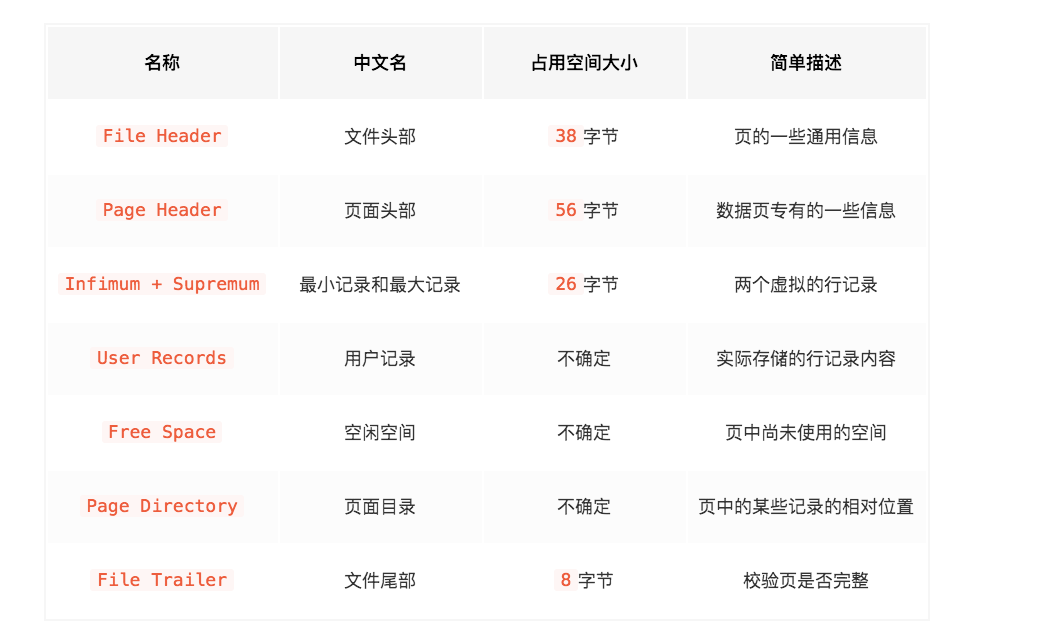 名称 中文名 占用空间大小 简单描述
File Header 文件头部 38 字节 页的一些通用信息
Page Header 页面头部 56 字节 数据页专有的一些信息
Infimum + Supremum 最小记录和最大记录 26 字节 两个虚拟的行记录
User Records 用户记录 不确定 实际存储的行记录内容
Free Space 空闲空间 不确定 页中尚未使用的空间
Page Directory 页面目录 不确定 页中的某些记录的相对位置
File Trailer 文件尾部 8 字节 校验页是否完整